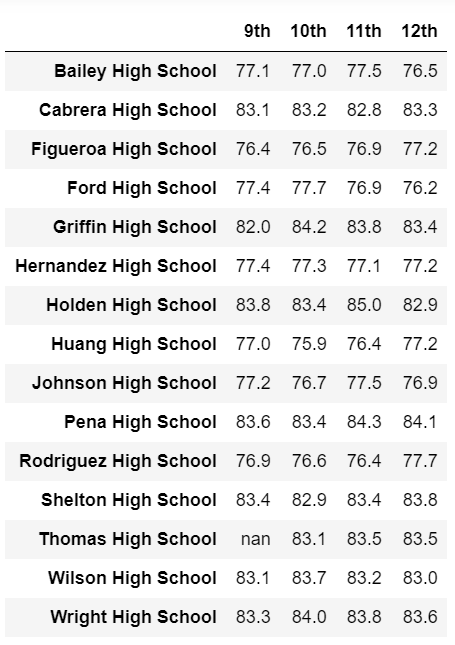 9th 10th 11th 12th
Bailey High School 77.1 77.0 77.5 76.5
Cabrera High School 83.1 83.2 82.8 83.3
Figueroa High School 76.4 76.5 76.9 77.2
Ford High School 77.4 77.7 76.9 76.2
Griffin High School 82.0 84.2 83.8 83.4
Hernandez High School 77.4 77.3 77.1 77.2
Holden High School 83.8 83.4 85.0 82.9
Huang High School 77.0 75.9 76.4 77.2
Johnson High School 77.2 76.7 77.5 76.9
Pena High School 83.6 83.4 84.3 84.1
Rodriguez High School 76.9 76.6 76.4 77.7
Shelton High School 83.4 82.9 83.4 83.8
Thomas High School nan 83.1 83.5 83.5
Wilson High School 83.1 83.7 83.2 83.0
Wright High School 83.3 84.0 83.8 83.6